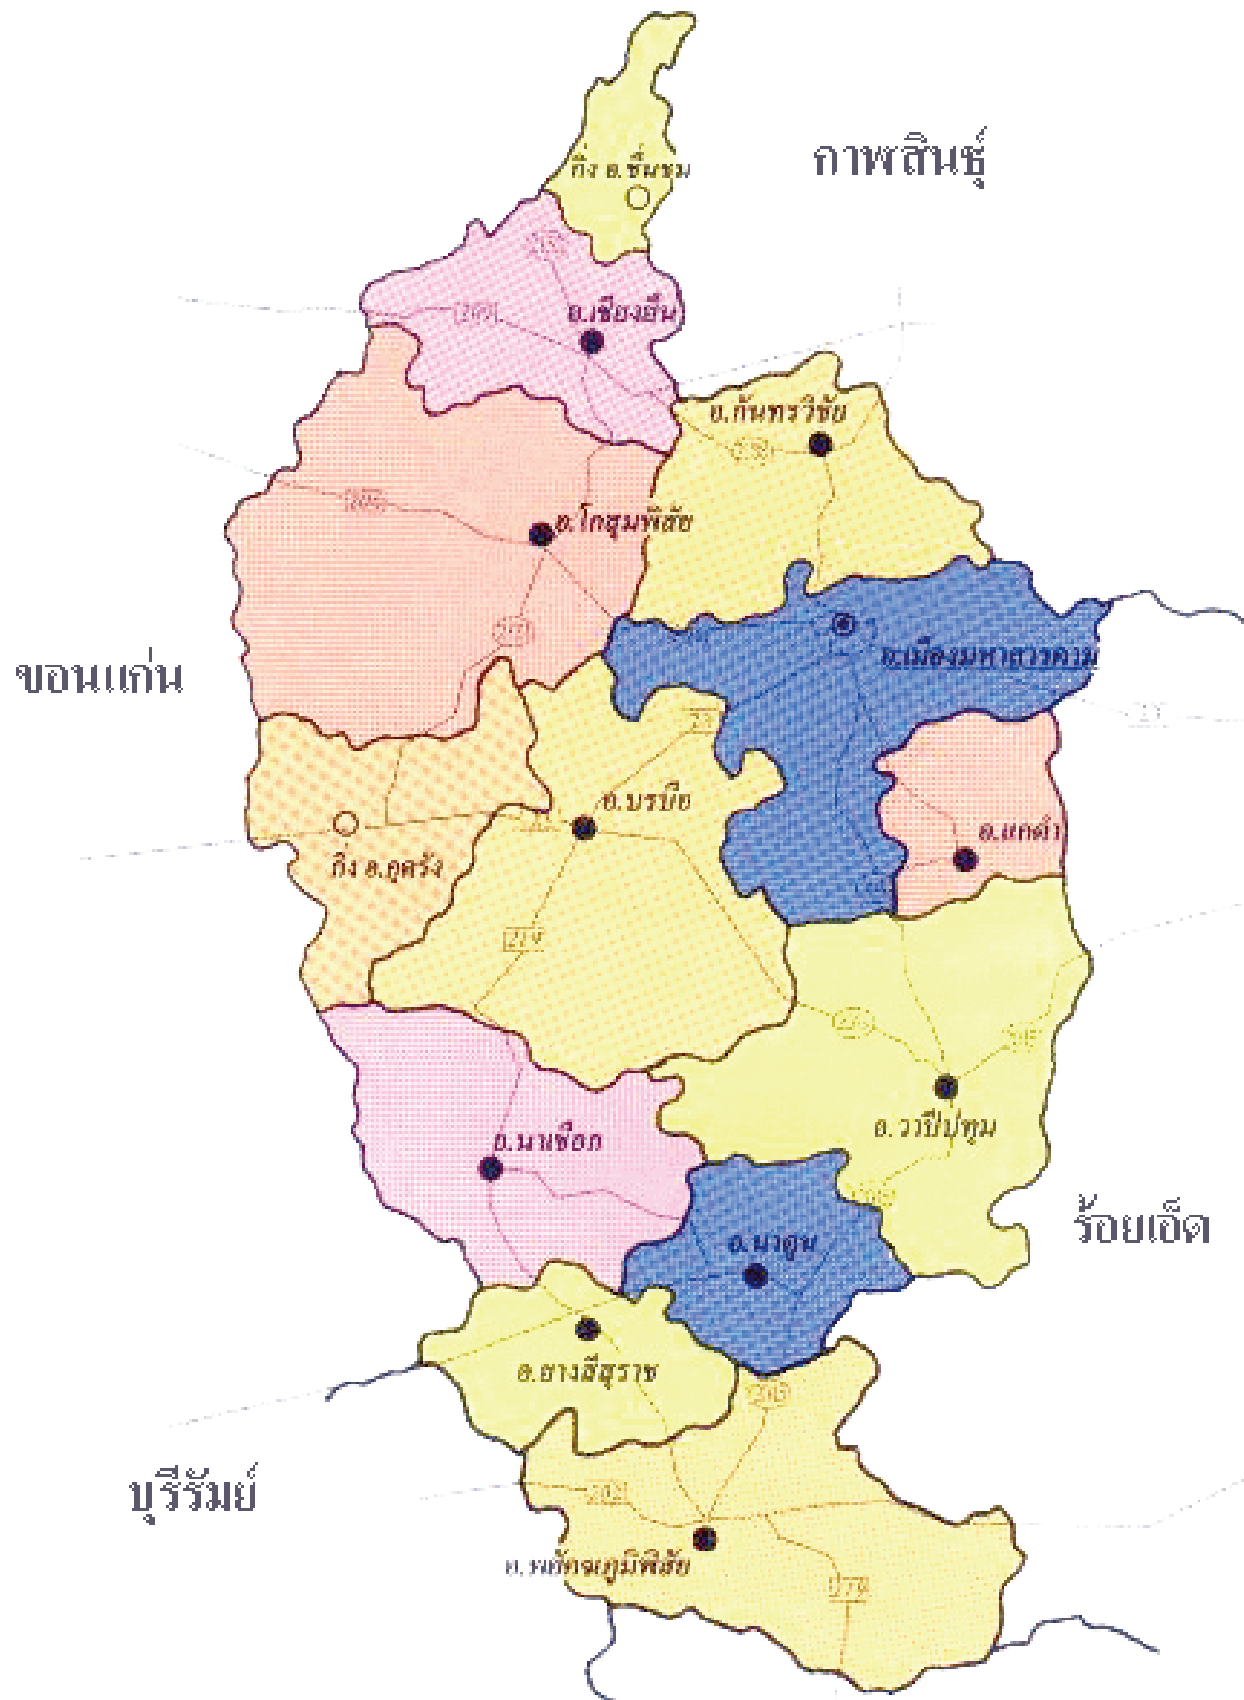 กาฬสินธุ์
กิ่ง อ.ชื่นชม
อ.เชียงยืน
อ.กันทรวิชัย
อ.โกสุมพิสัย
ขอนแก่น
อ.เมืองมหาสารคาม
23
อ.บรบือ
อ.แกดำ
กิ่ง อ.กุดรัง
219
อ.วาปีปทุม
อ.นาเชือก
ร้อยเอ็ด
อ.นาดูน
อ.ยางสีสุราช
บุรีรัมย์
202
อ.พยัคฆภูมิพิสัย
219